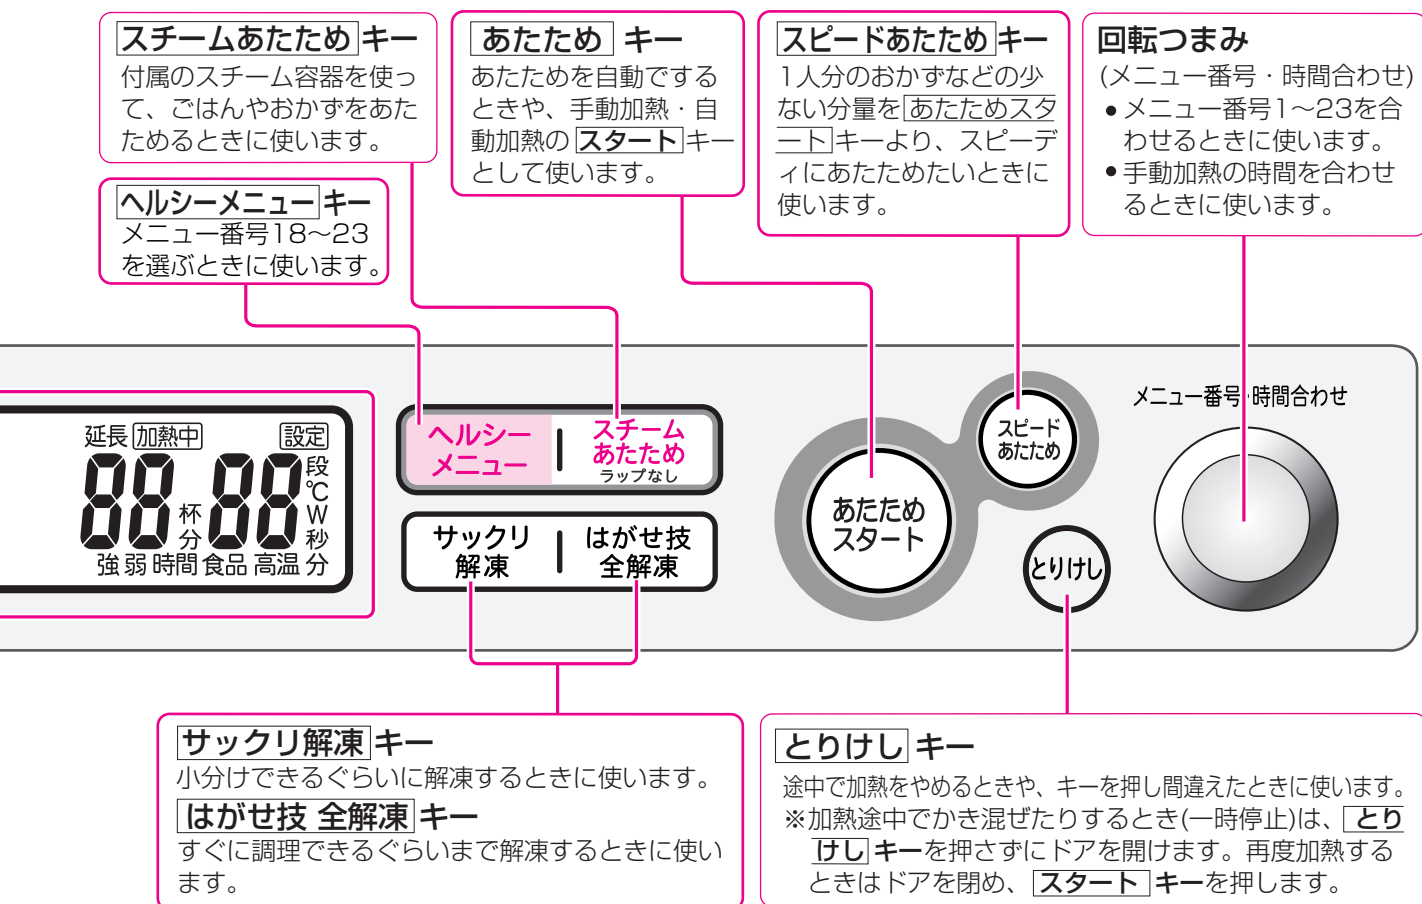 スチームあたため キー
付属のスチーム容器を使っ
て、ごはんやおかずをあた
ためるときに使います。
あたため キー
あたためを自動でする
ときや、手動加熱・自
動加熱の スタート キー
として使います。
スピードあたため キー
1人分のおかずなどの少
ない分量を あたためスタ
ート キーより、スピーデ
ィにあたためたいときに
使います。
回転つまみ
(メニュー番号・時間合わせ)
●メニュー番号1〜23を合
わせるときに使います。
●手動加熱の時間を合わせ
るときに使います。
ヘルシーメニュー キー
メニュー番号18〜23
を選ぶときに使います。
延長 加熱中 設定
88 杯 分 88 段 ℃ W 秒 分
強 弱 時間 食品 高温
ヘルシー
メニュー
スチーム
あたため
ラップなし
サックリ
解凍
はがせ技
全解凍
あたため
スタート
スピード
あたため
とりけし
メニュー番号・時間合わせ
サックリ解凍 キー
小分けできるぐらいに解凍するときに使います。
はがせ技 全解凍 キー
すぐに調理できるぐらいまで解凍するときに使い
ます。
とりけし キー
途中で加熱をやめるときや、キーを押し間違えたときに使います。
※加熱途中でかき混ぜたりするとき(一時停止)は、 とり
けし キーを押さずにドアを開けます。再度加熱する
ときはドアを閉め、 スタート キーを押します。